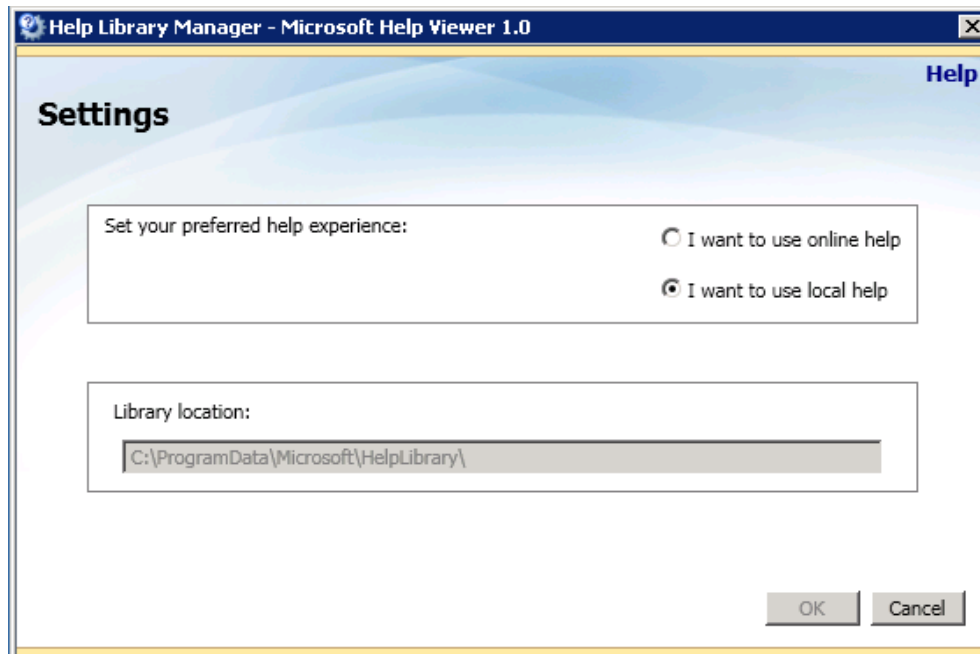 Help Library Manager - Microsoft Help Viewer 1.0
Help
Settings
Set your preferred help experience:
I want to use online help
I want to use local help
Library location:
C:\ProgramData\Microsoft\HelpLibrary\
OK Cancel